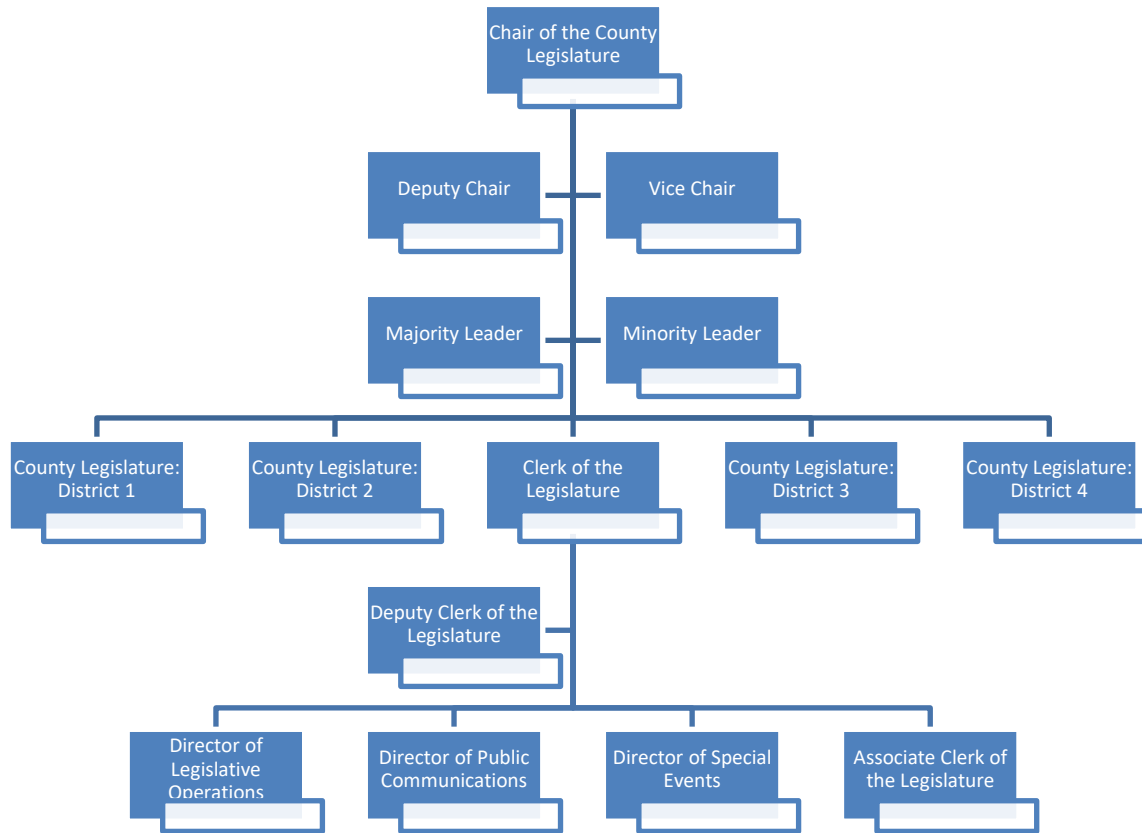 Chair of the County
Legislature
Deputy Chair
Vice Chair
Majority Leader
Minority Leader
County Legislature:
District 1
County Legislature:
District 2
Clerk of the
Legislature
County Legislature:
District 3
County Legislature:
District 4
Deputy Clerk of the
Legislature
Director of
Legislative
Operations
Director of Public
Communications
Director of Special
Events
Associate Clerk of
the Legislature